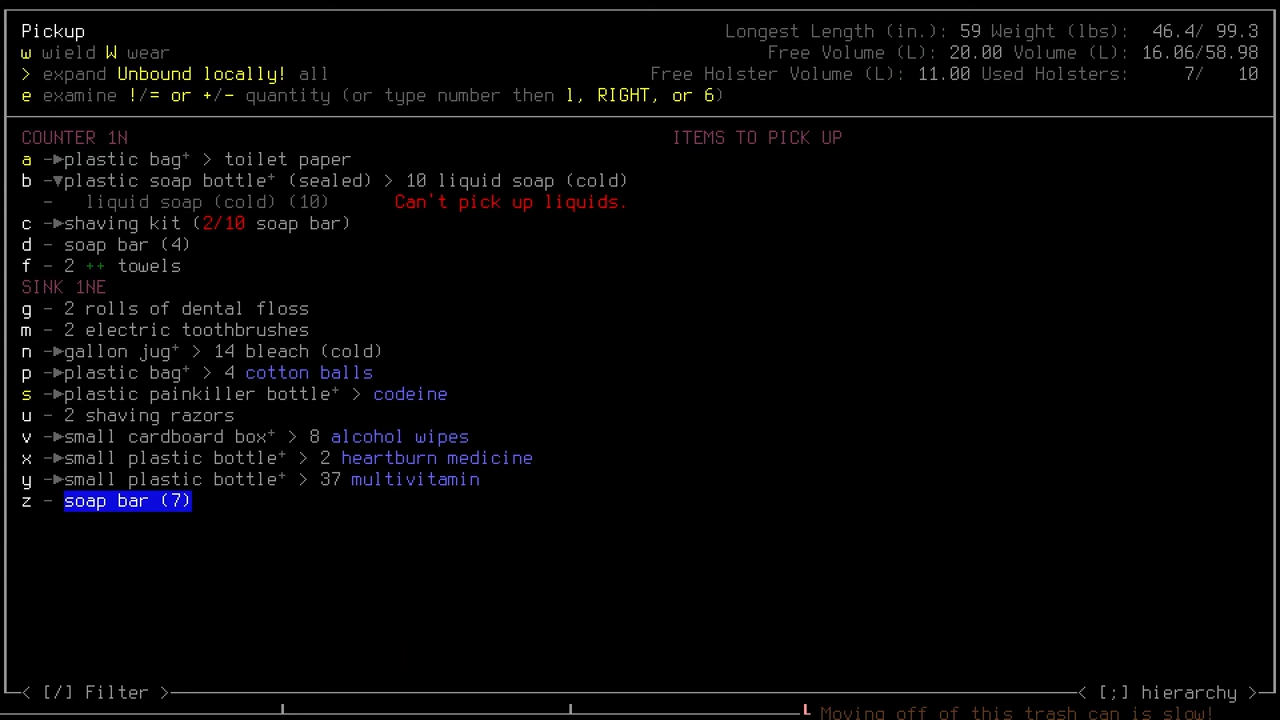 Pickup Longest Length (in.): 59 Weight (lbs): 46.4/ 99.3
w wield W wear Free Volume (L): 20.00 Volume (L): 16.06/58.98
> expand Unbound locally! all Free Holster Volume (L): 11.00 Used Holsters: 7/ 10
e examine !/= or +/- quantity (or type number then l, RIGHT, or 6)
COUNTER 1N ITEMS TO PICK UP
a -▶plastic bag⁺ > toilet paper
b -▼plastic soap bottle⁺ (sealed) > 10 liquid soap (cold)
- liquid soap (cold) (10) Can't pick up liquids.
c -▶shaving kit (2/10 soap bar)
d - soap bar (4)
f - 2 ++ towels
SINK 1NE
g - 2 rolls of dental floss
m - 2 electric toothbrushes
n -▶gallon jug⁺ > 14 bleach (cold)
p -▶plastic bag⁺ > 4 cotton balls
s -▶plastic painkiller bottle⁺ > codeine
u - 2 shaving razors
v -▶small cardboard box⁺ > 8 alcohol wipes
x -▶small plastic bottle⁺ > 2 heartburn medicine
y -▶small plastic bottle⁺ > 37 multivitamin
z - soap bar (7)
< [/] Filter > < [;] hierarchy >
L Moving off of this trash can is slow!